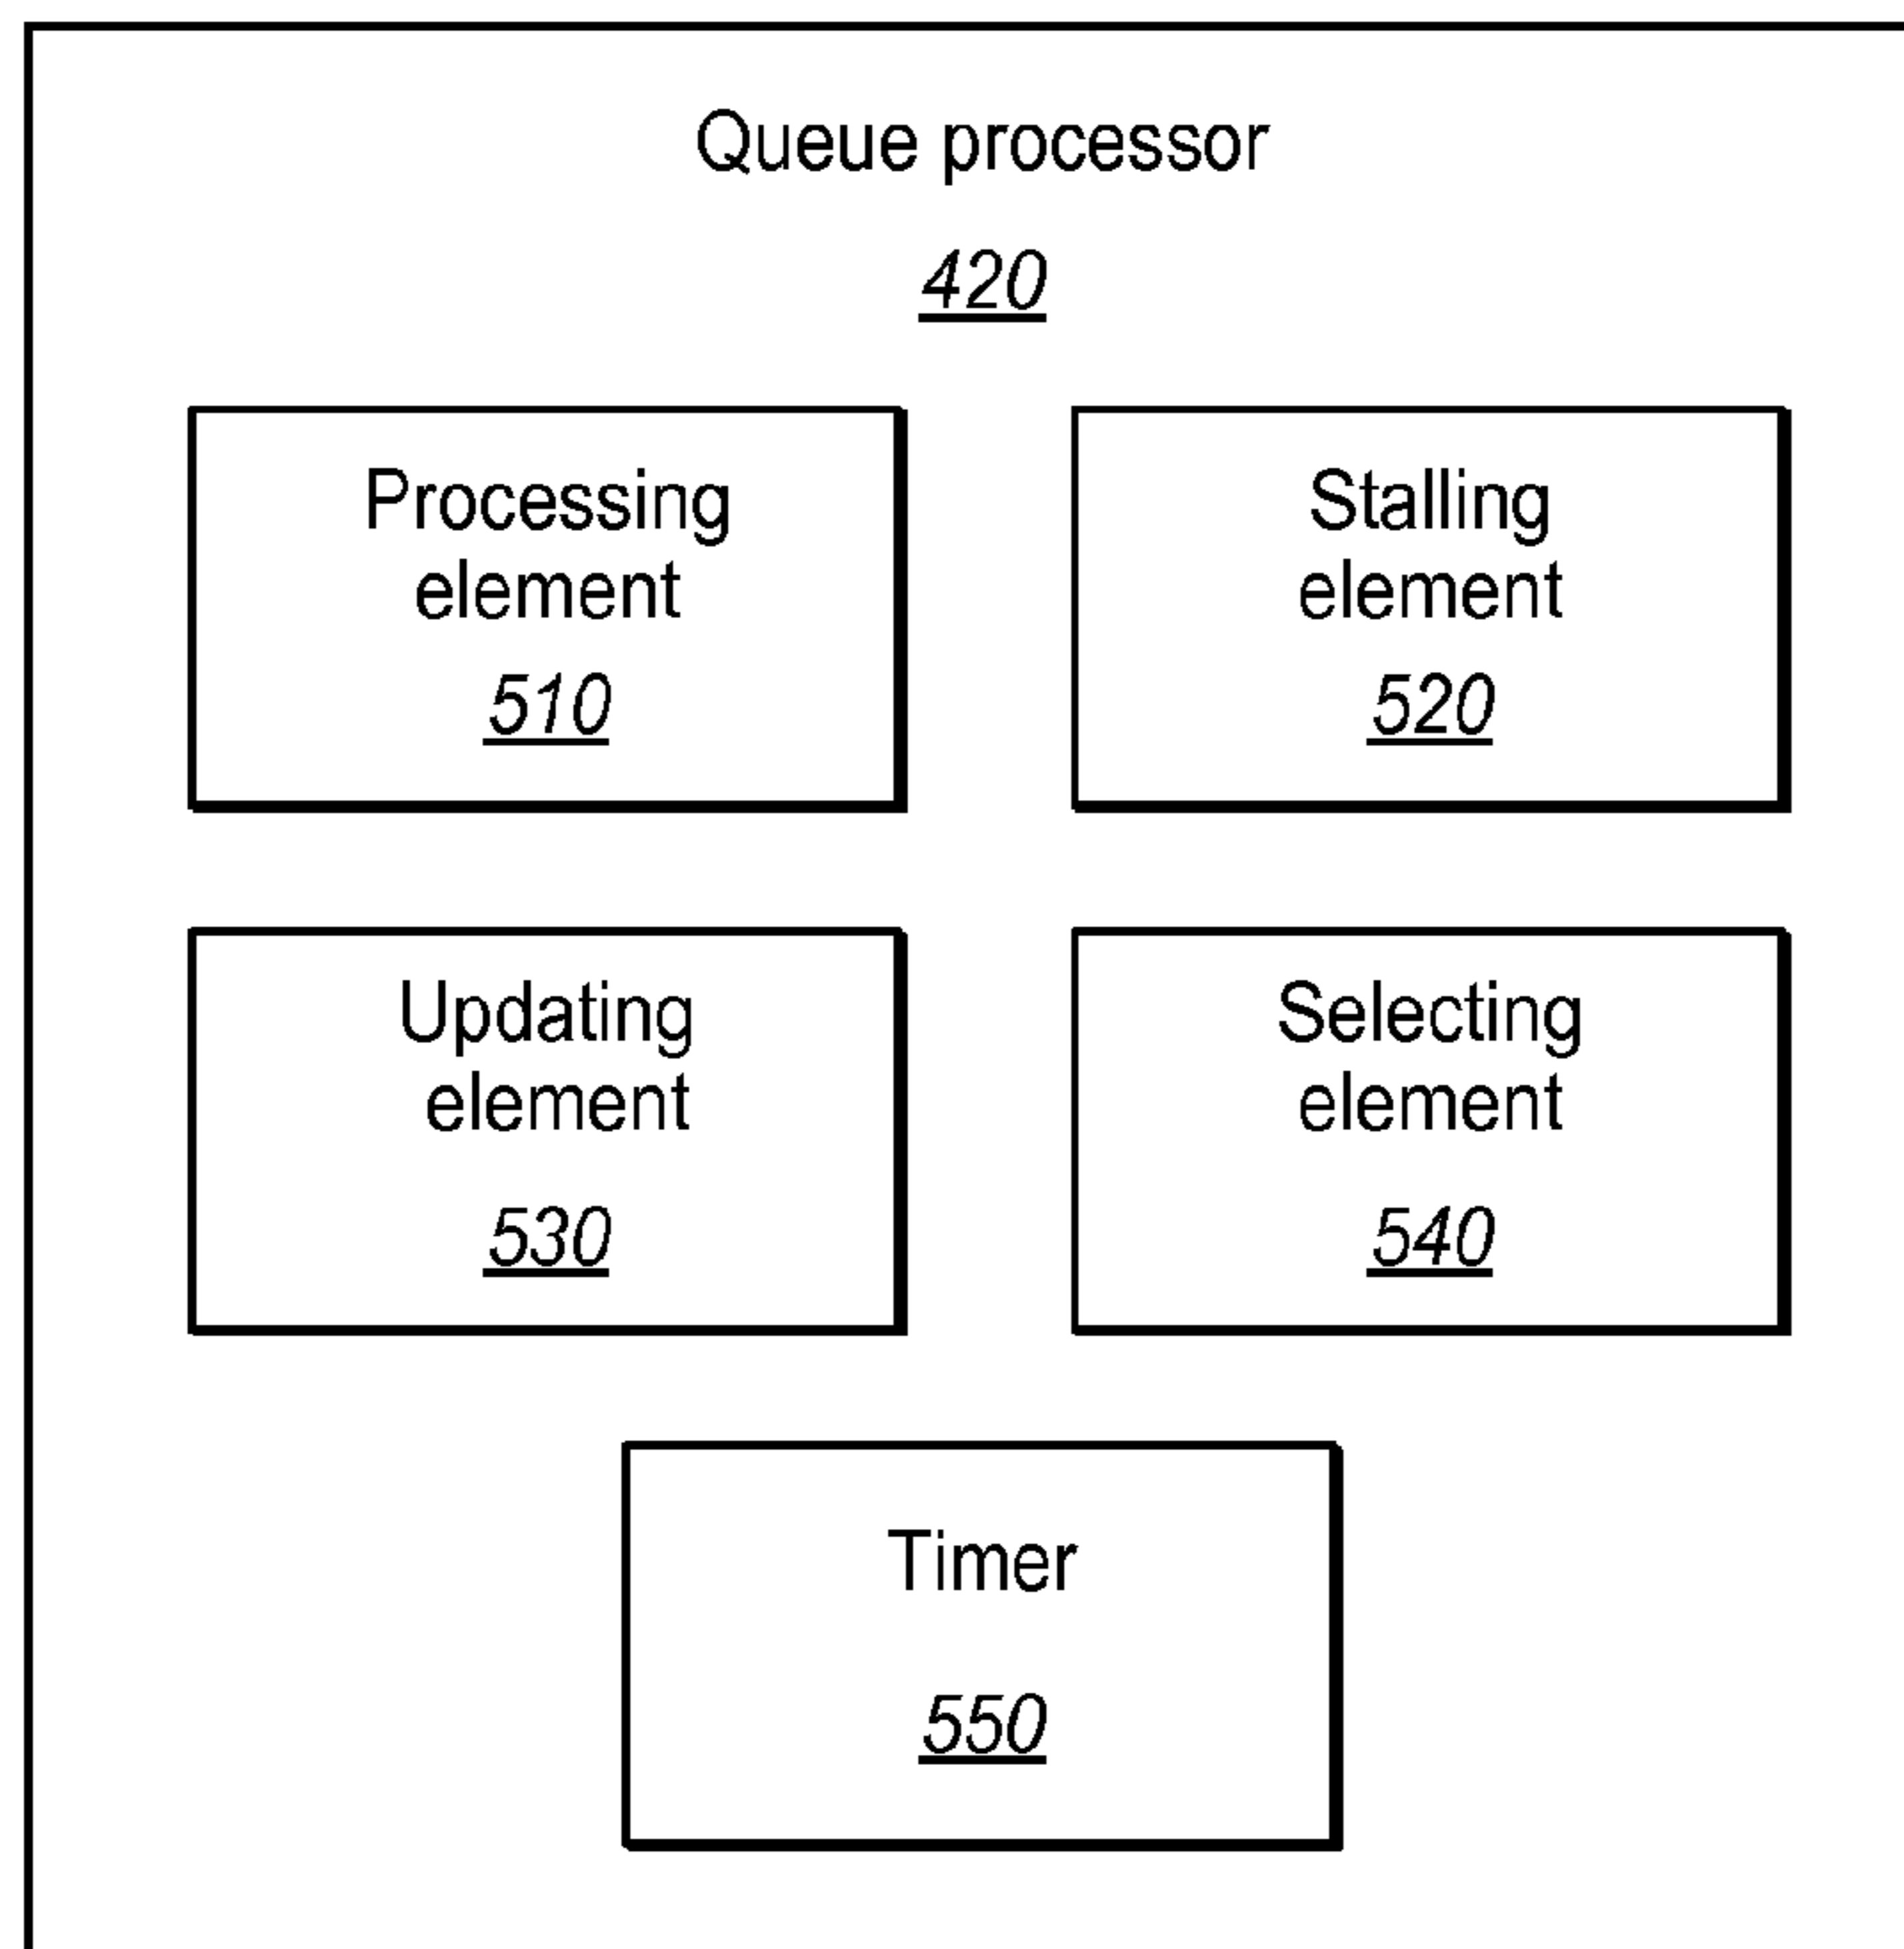 Queue processor
420
Processing
element
510
Stalling
element
520
Updating
element
530
Selecting
element
540
Timer
550